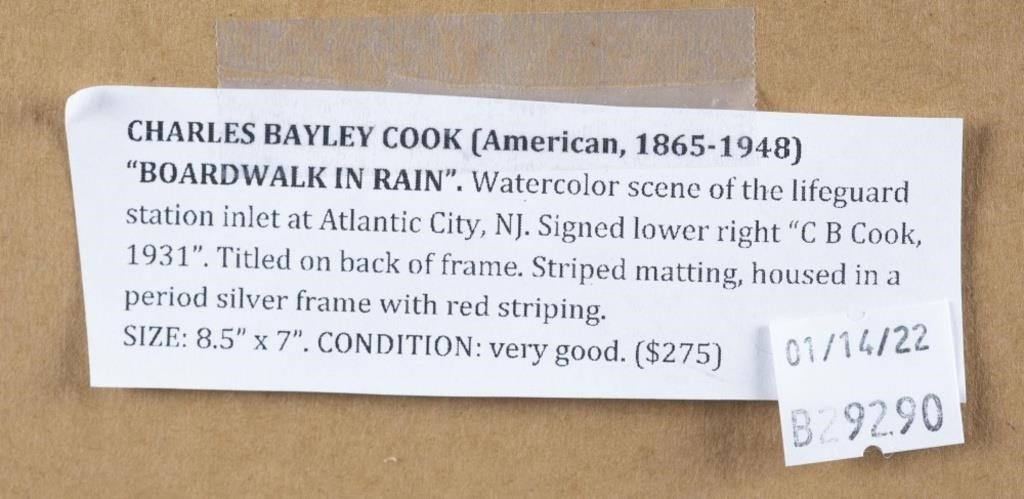 CHARLES BAYLEY COOK (American, 1865-1948)
“BOARDWALK IN RAIN”. Watercolor scene of the lifeguard
station inlet at Atlantic City, NJ. Signed lower right “C B Cook,
1931”. Titled on back of frame. Striped matting, housed in a
period silver frame with red striping.
SIZE: 8.5” x 7”. CONDITION: very good. ($275)
01/14/22
B292.90